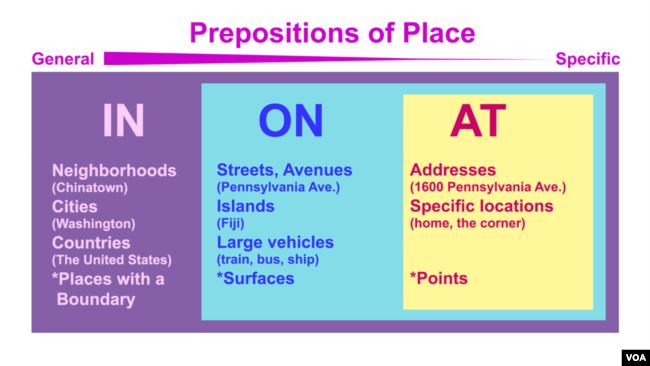 Prepositions of Place
General
Specific
IN
Neighborhoods
(Chinatown)
Cities
(Washington)
Countries
(The United States)
*Places with a
Boundary
ON
Streets, Avenues
(Pennsylvania Ave.)
Islands
(Fiji)
Large vehicles
(train, bus, ship)
*Surfaces
AT
Addresses
(1600 Pennsylvania Ave.)
Specific locations
(home, the corner)
*Points
VOA